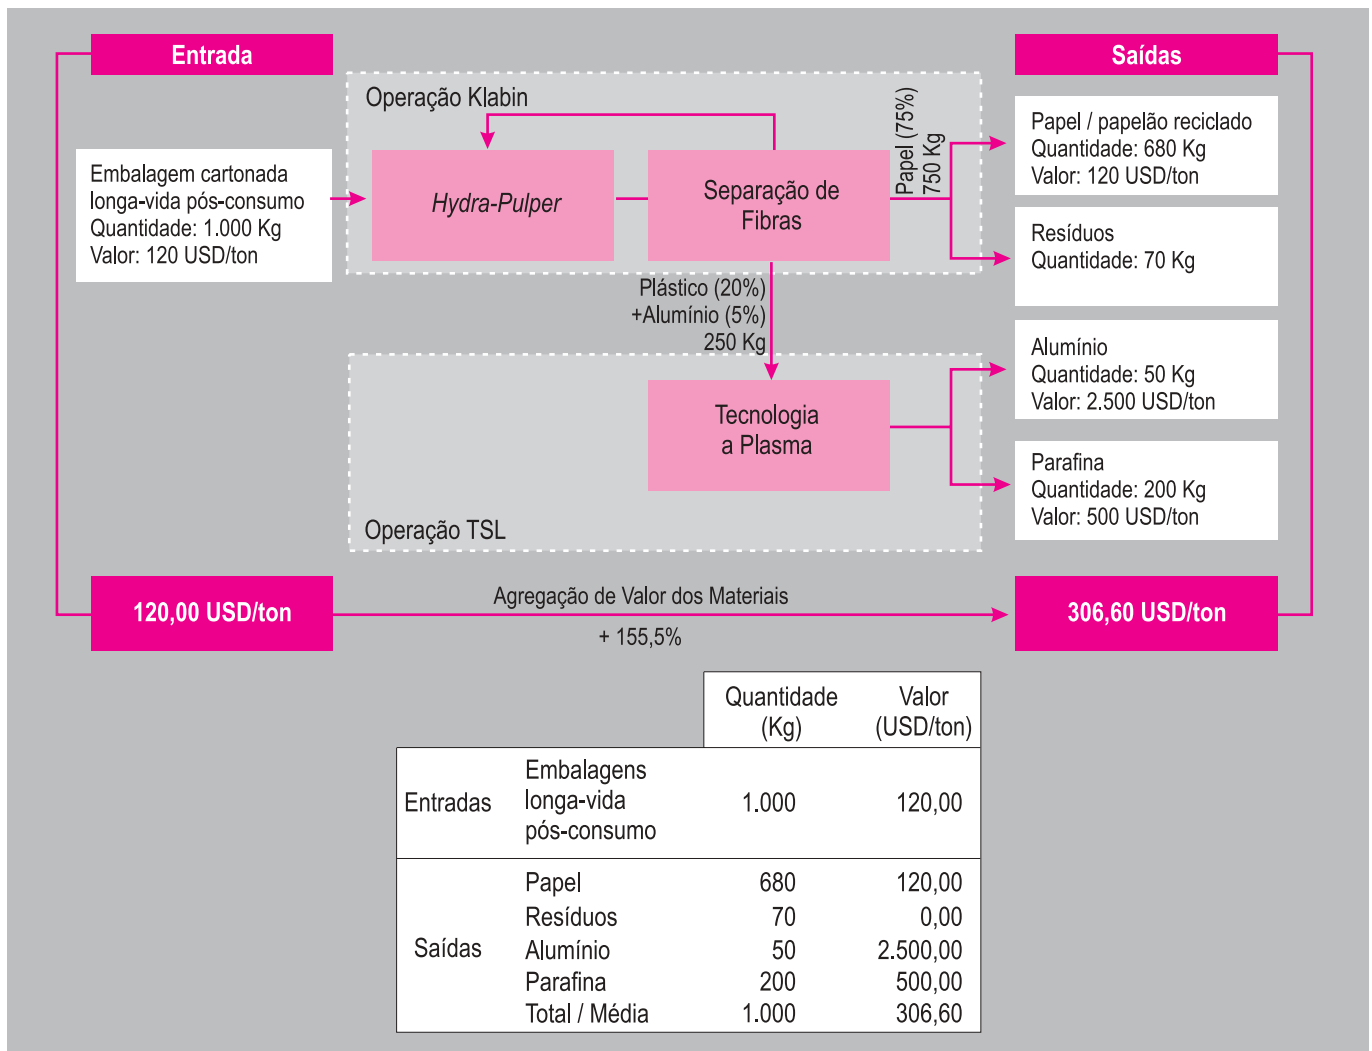 Entrada
Saídas
Operação Klabin
Embalagem cartonada
longa-vida pós-consumo
Quantidade: 1.000 Kg
Valor: 120 USD/ton
Hydra-Pulper
Separação de
Fibras
Papel (75%)
750 Kg
Papel / papelão reciclado
Quantidade: 680 Kg
Valor: 120 USD/ton
Resíduos
Quantidade: 70 Kg
Plástico (20%)
+Alumínio (5%)
250 Kg
Alumínio
Quantidade: 50 Kg
Valor: 2.500 USD/ton
Tecnologia
a Plasma
Parafina
Quantidade: 200 Kg
Valor: 500 USD/ton
Operação TSL
120,00 USD/ton
Agregação de Valor dos Materiais
+ 155,5%
306,60 USD/ton
Quantidade Valor
(Kg) (USD/ton)
Embalagens
Entradas longa-vida 1.000 120,00
pós-consumo
Papel 680 120,00
Resíduos 70 0,00
Saídas Alumínio 50 2.500,00
Parafina 200 500,00
Total / Média 1.000 306,60